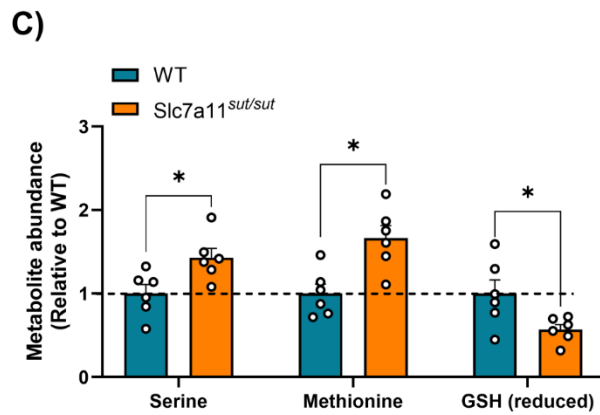 C)
WT
Slc7a11sut/sut
Metabolite abundance
(Relative to WT)
3
2
1
0
*
*
*
Serine
Methionine
GSH (reduced)